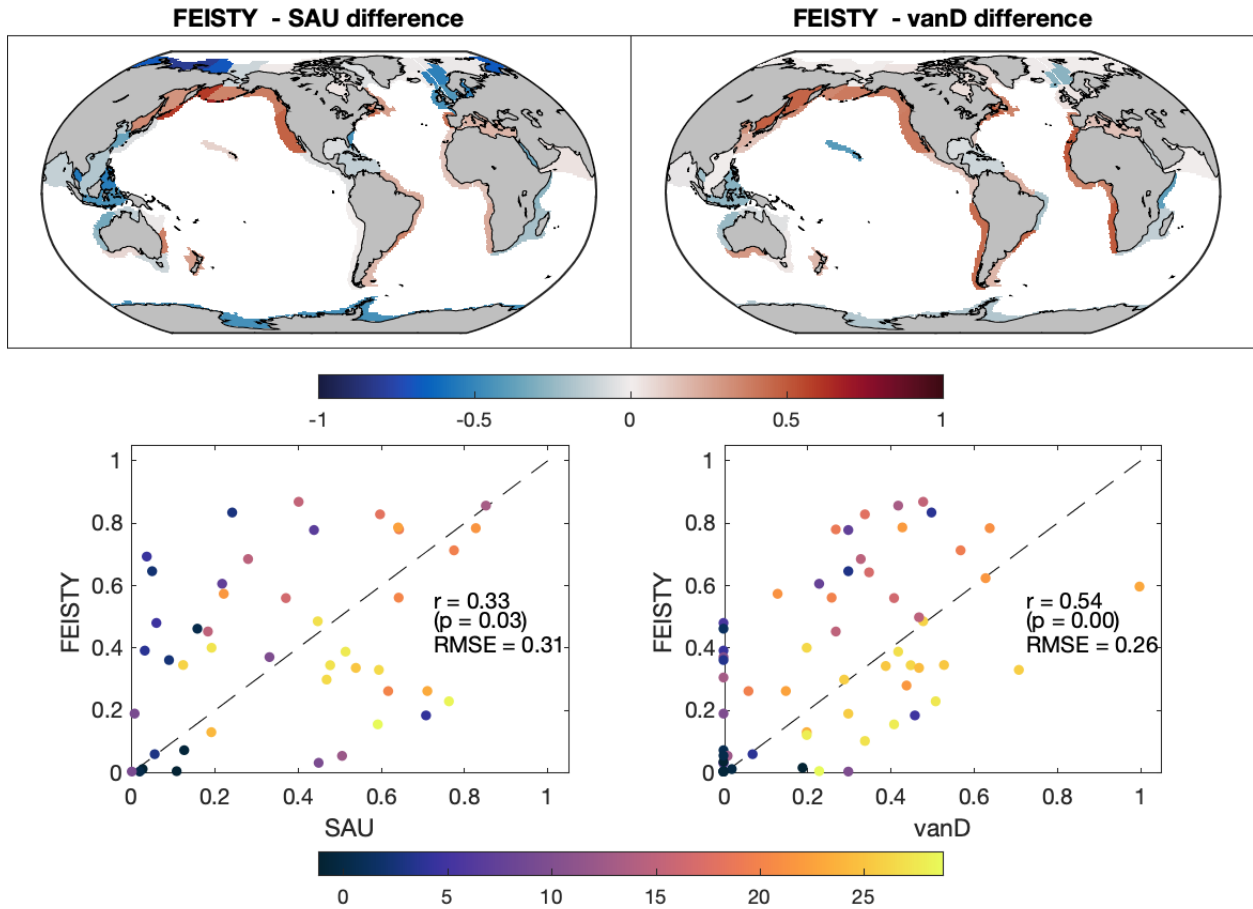 FEISTY - SAU difference
FEISTY - vanD difference
-1 -0.5 0 0.5 1
1
0.8
0.6
0.4
0.2
0
FEISTY
r = 0.33
(p = 0.03)
RMSE = 0.31
0 0.2 0.4 0.6 0.8 1
SAU
1
0.8
0.6
0.4
0.2
0
FEISTY
r = 0.54
(p = 0.00)
RMSE = 0.26
0 0.2 0.4 0.6 0.8 1
vanD
0 5 10 15 20 25